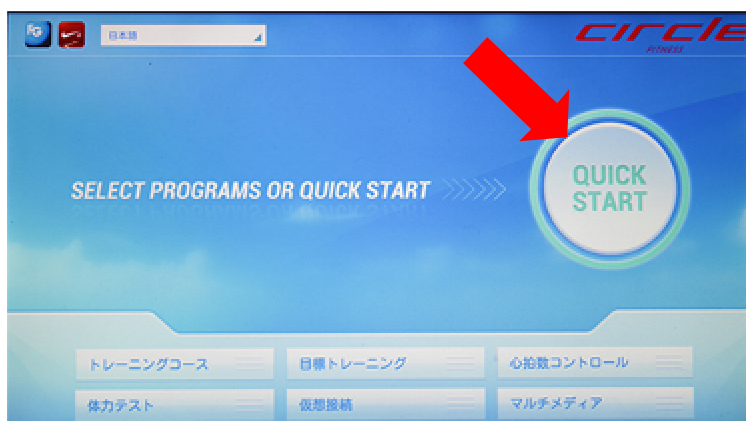 日本語
circle
FITNESS
SELECT PROGRAMS OR QUICK START
QUICK
START
トレーニングコース
目標トレーニング
心拍数コントロール
体力テスト
仮想接続
マルチメディア